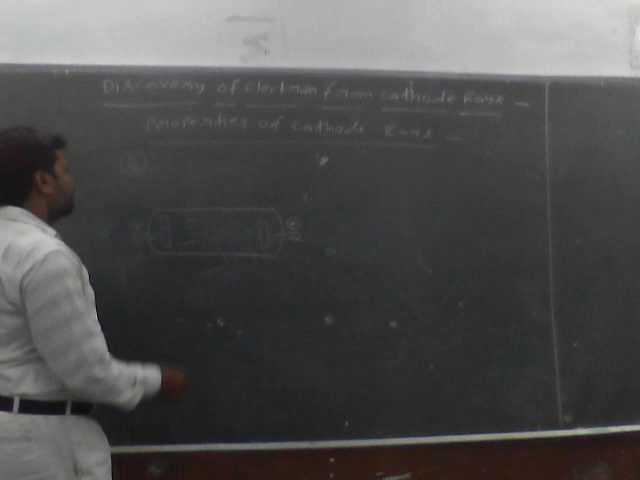 Discovery of Electron from Cathode Rays -
Properties of Cathode Rays -